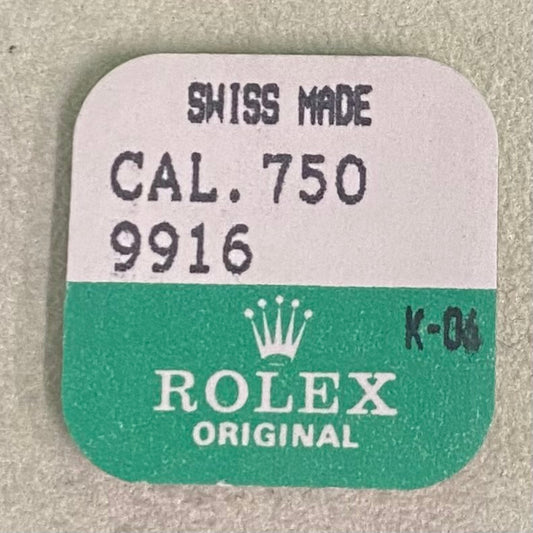 SWISS MADE
CAL. 750
9916
K-06
ROLEX
ORIGINAL